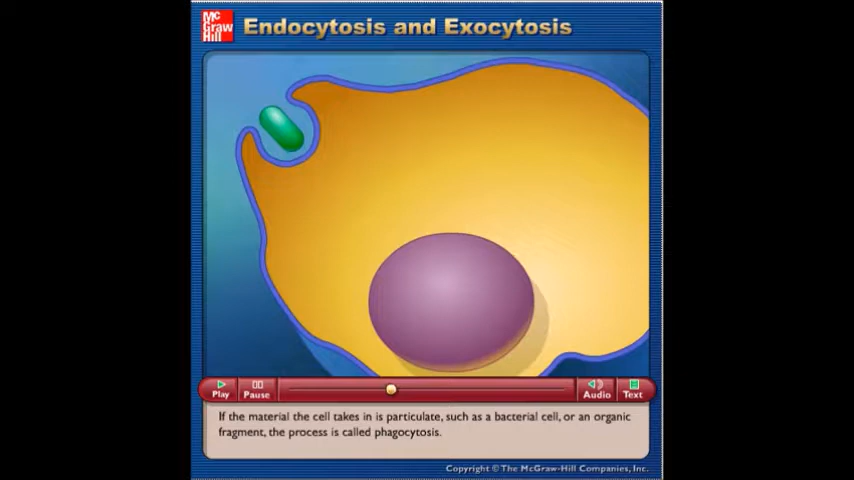 Mc
Graw
Hill
Endocytosis and Exocytosis
Play
Pause
Audio
Text
If the material the cell takes in is particulate, such as a bacterial cell, or an organic
fragment, the process is called phagocytosis.
Copyright © The McGraw-Hill Companies, Inc.